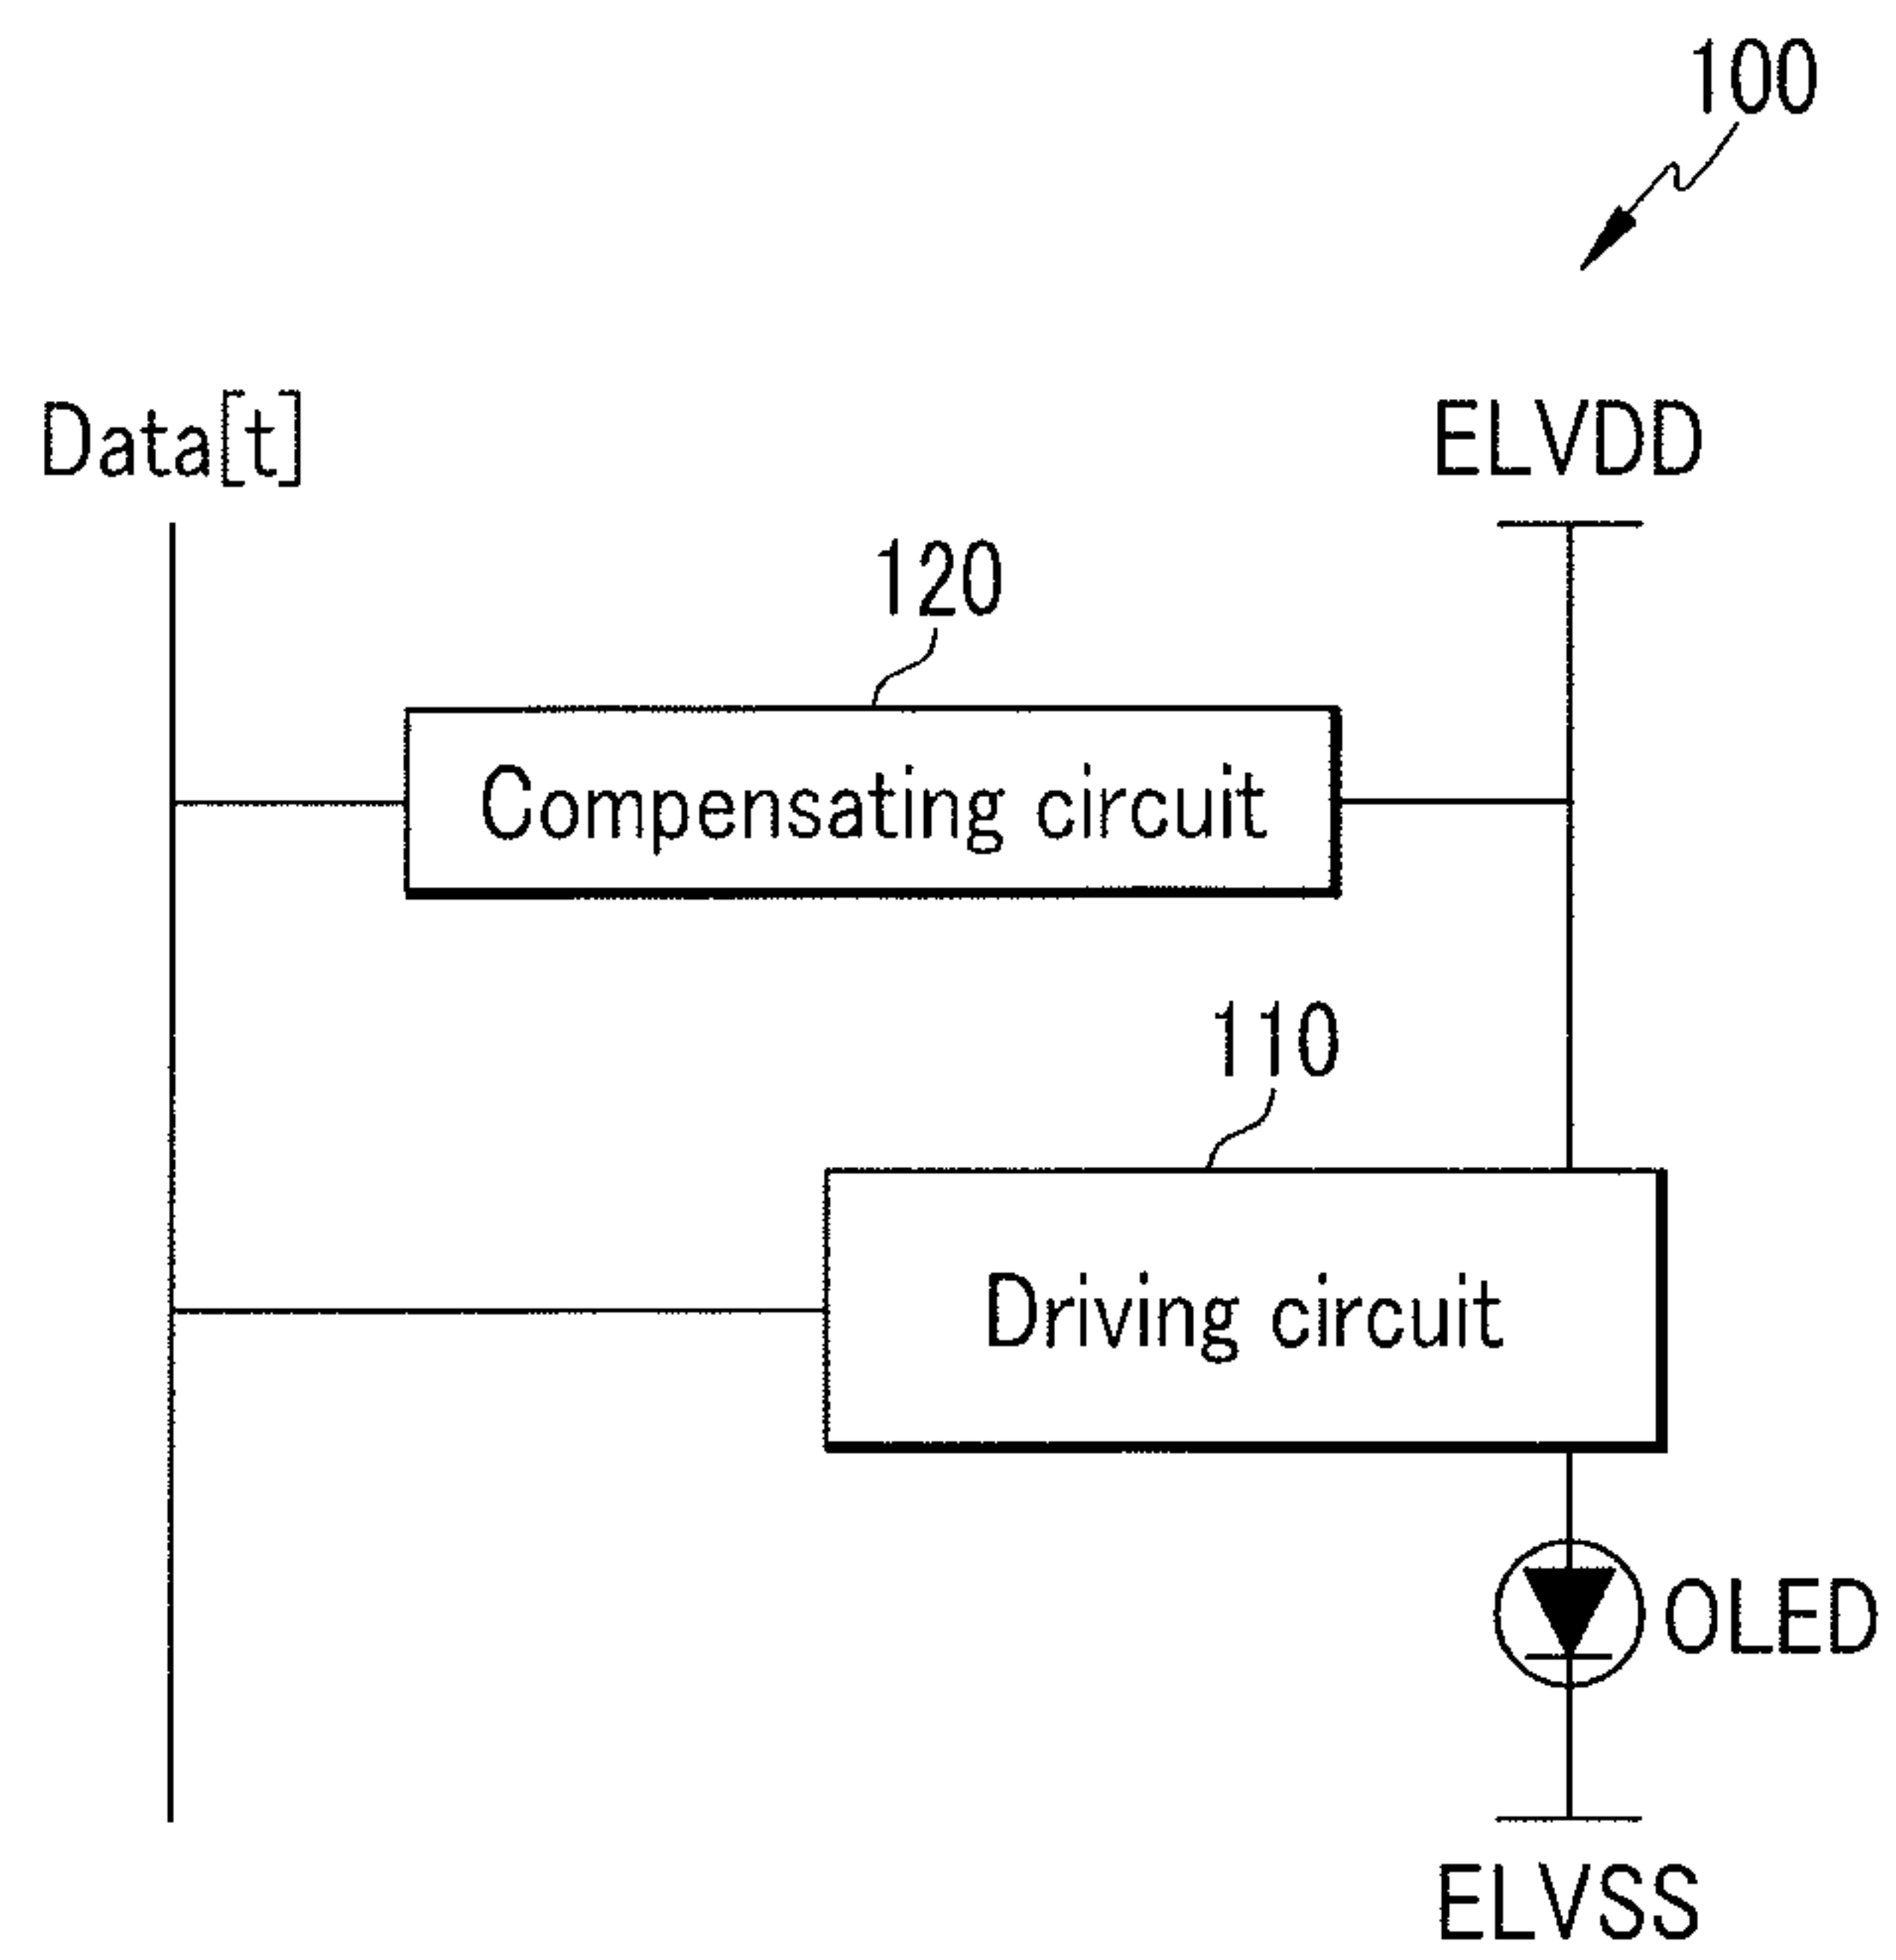 100
Data[t]
ELVDD
120
Compensating circuit
110
Driving circuit
OLED
ELVSS